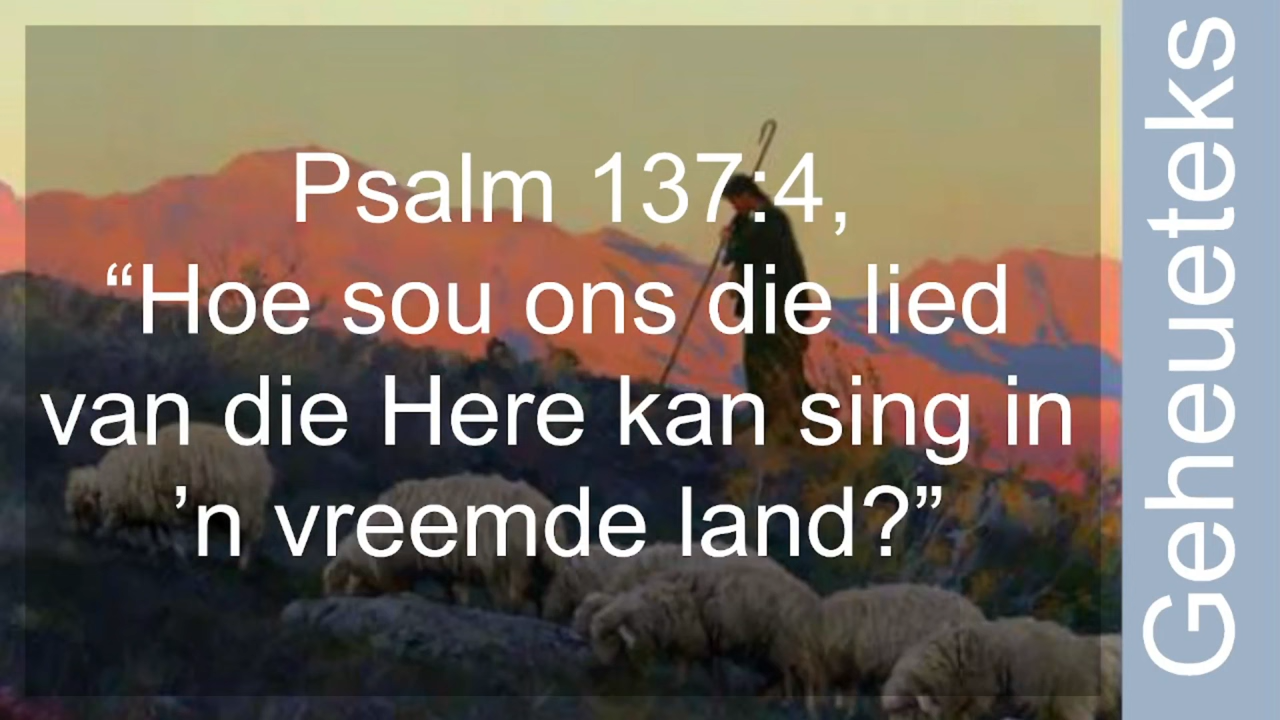 Psalm 137:4,
“Hoe sou ons die lied
van die Here kan sing in
’n vreemde land?”
Geheueteks